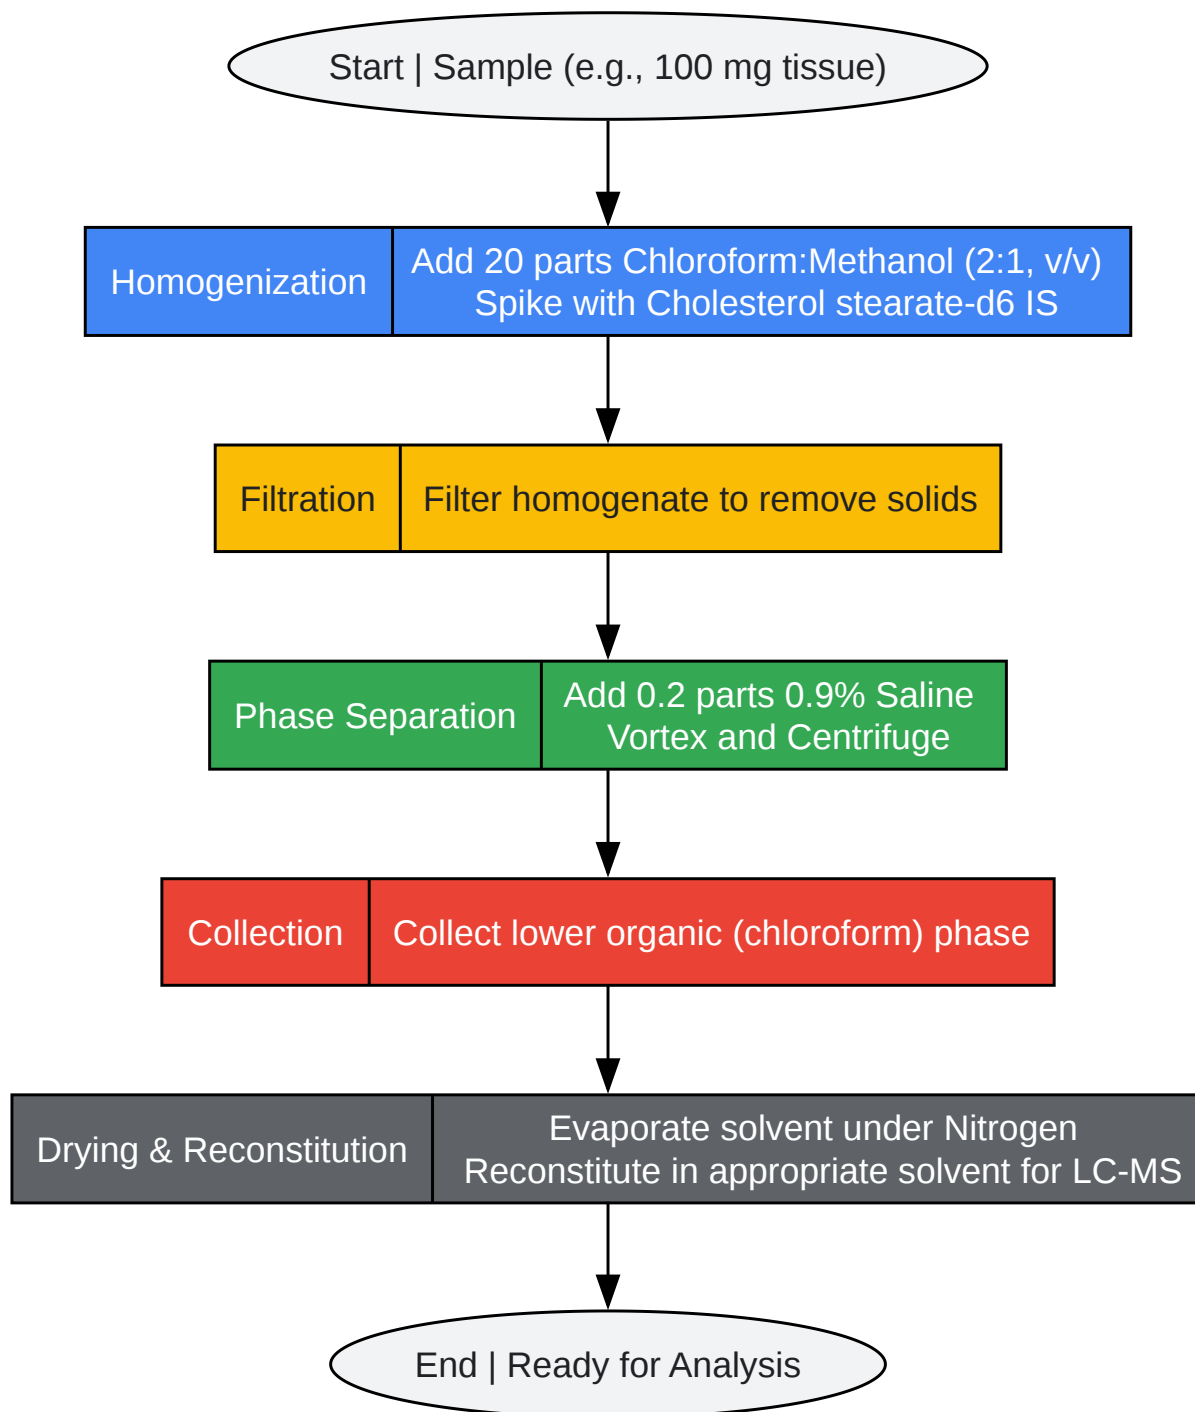 Start | Sample (e.g., 100 mg tissue)
Homogenization
Add 20 parts Chloroform:Methanol (2:1, v/v)
Spike with Cholesterol stearate-d6 IS
Filtration
Filter homogenate to remove solids
Phase Separation
Add 0.2 parts 0.9% Saline
Vortex and Centrifuge
Collection
Collect lower organic (chloroform) phase
Drying & Reconstitution
Evaporate solvent under Nitrogen
Reconstitute in appropriate solvent for LC-MS
End | Ready for Analysis